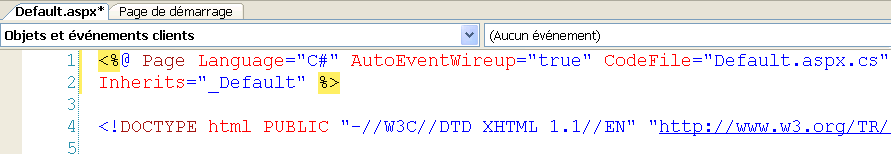 Default.aspx* Page de démarrage
Objets et événements clients (Aucun événement)
1 <%@ Page Language="C#" AutoEventWireup="true" CodeFile="Default.aspx.cs"
2 Inherits="_Default" %>
3
4 <!DOCTYPE html PUBLIC "-//W3C//DTD XHTML 1.1//EN" "http://www.w3.org/TR/
5